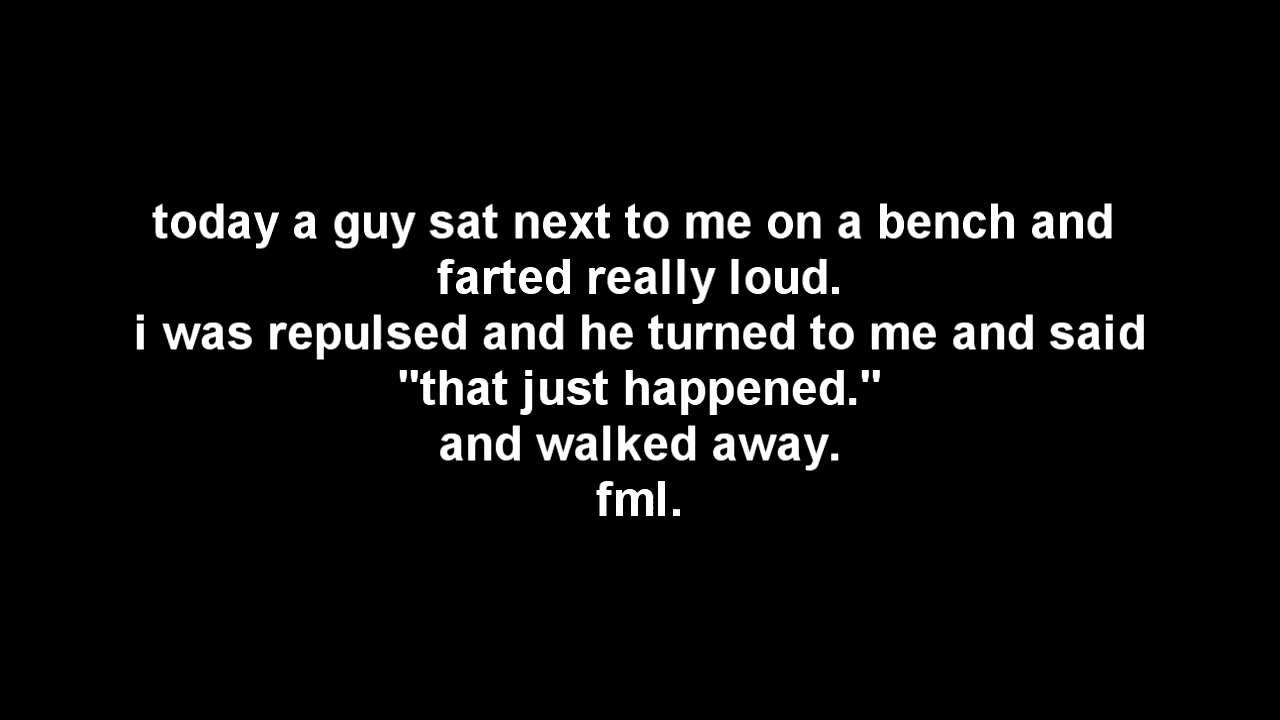 today a guy sat next to me on a bench and
farted really loud.
i was repulsed and he turned to me and said
"that just happened."
and walked away.
fml.